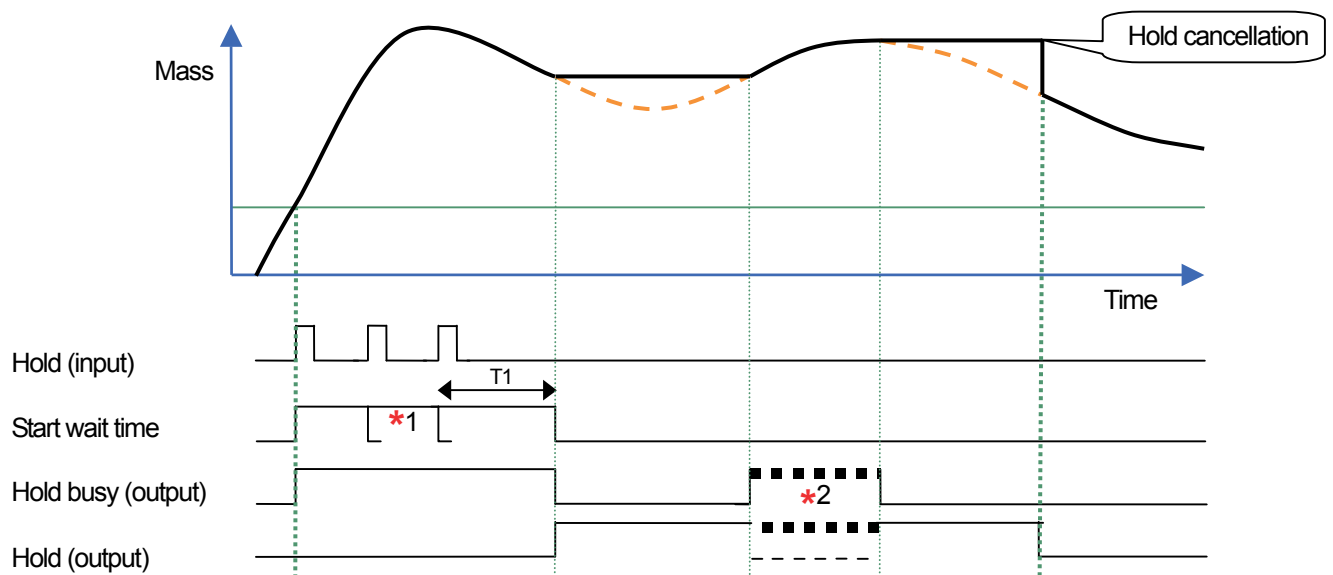 Hold cancellation
Mass
Time
Hold (input)
T1
Start wait time
*1
Hold busy (output)
*2
Hold (output)